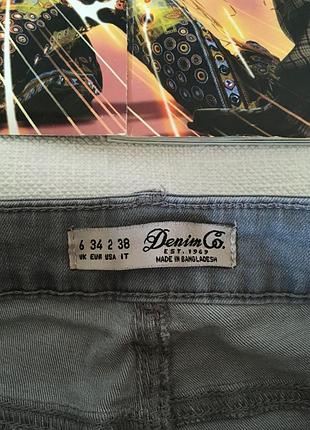 6 34 2 38
UK EUR USA IT
Denim Co.
EST. 1969
MADE IN BANGLADESH